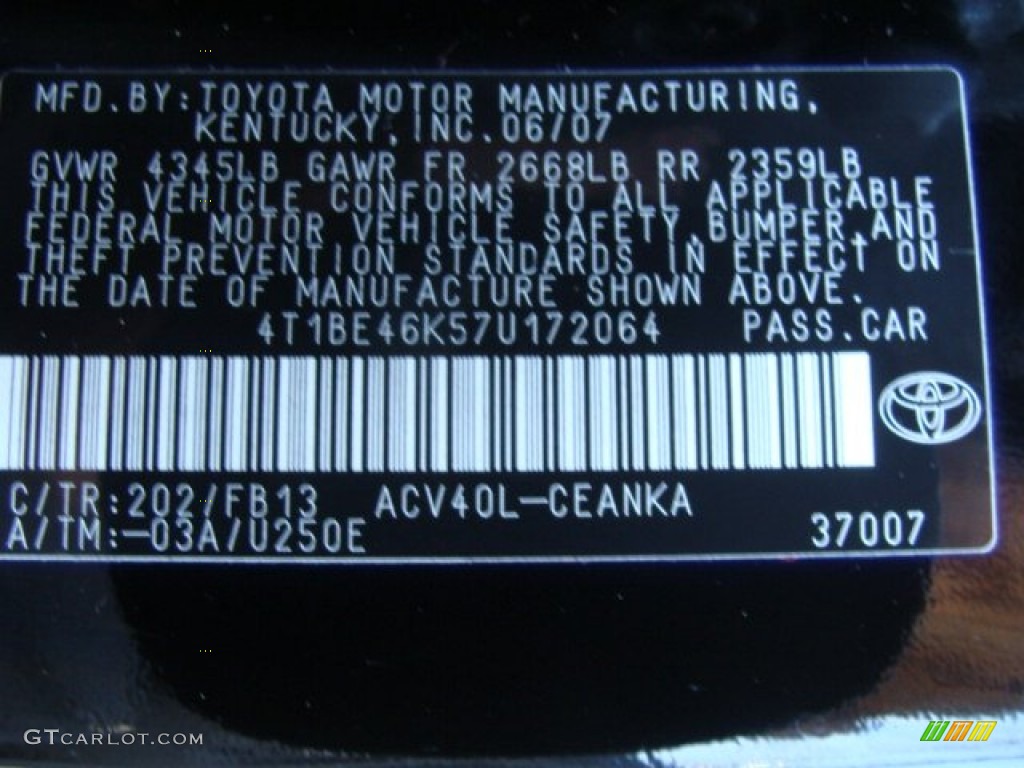 MFD.BY:TOYOTA MOTOR MANUFACTURING,
KENTUCKY,INC.06/07
GVWR 4345LB GAWR FR 2668LB RR 2359LB
THIS VEHICLE CONFORMS TO ALL APPLICABLE
FEDERAL MOTOR VEHICLE SAFETY,BUMPER,AND
THEFT PREVENTION STANDARDS IN EFFECT ON
THE DATE OF MANUFACTURE SHOWN ABOVE.
4T1BE46K57U172064 PASS.CAR
C/TR:202/FB13 ACV40L-CEANKA
A/TM:-03A/U250E
37007
GTCARLOT.COM